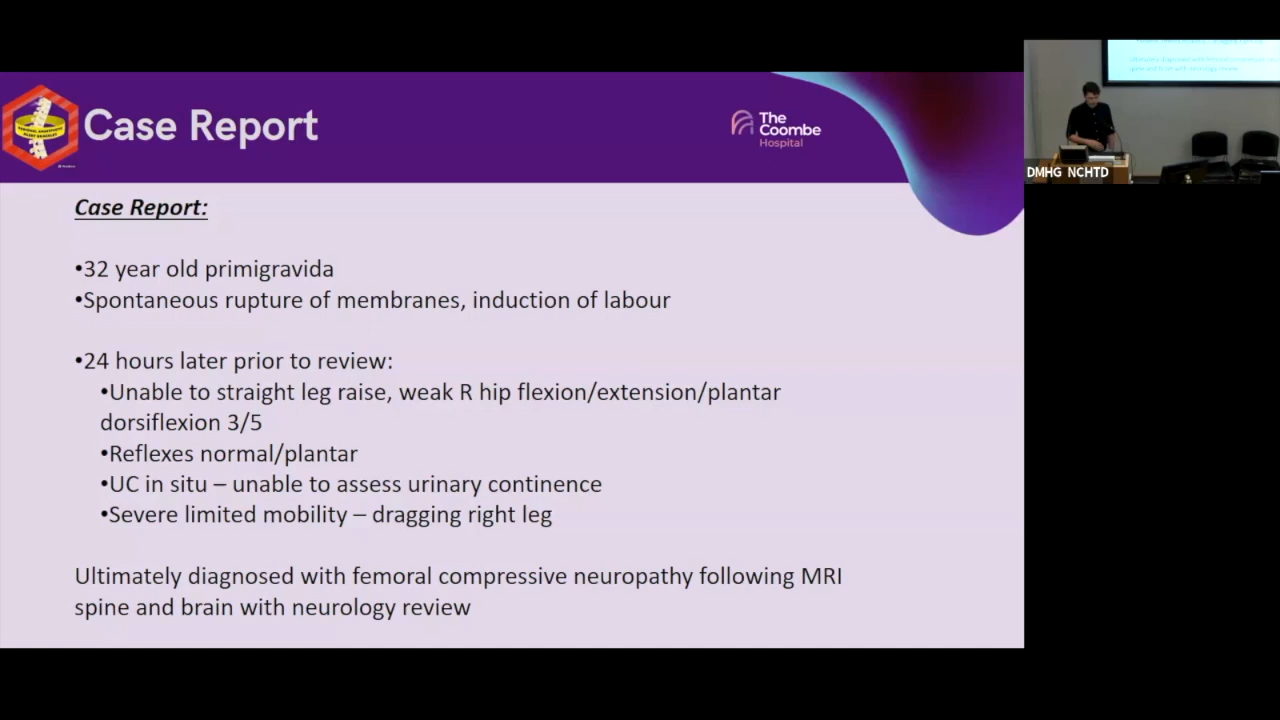 Case Report
The
Coombe
Hospital
DMHG NCHTD
Case Report:
•32 year old primigravida
•Spontaneous rupture of membranes, induction of labour
•24 hours later prior to review:
•Unable to straight leg raise, weak R hip flexion/extension/plantar
dorsiflexion 3/5
•Reflexes normal/plantar
•UC in situ – unable to assess urinary continence
•Severe limited mobility – dragging right leg
Ultimately diagnosed with femoral compressive neuropathy following MRI
spine and brain with neurology review